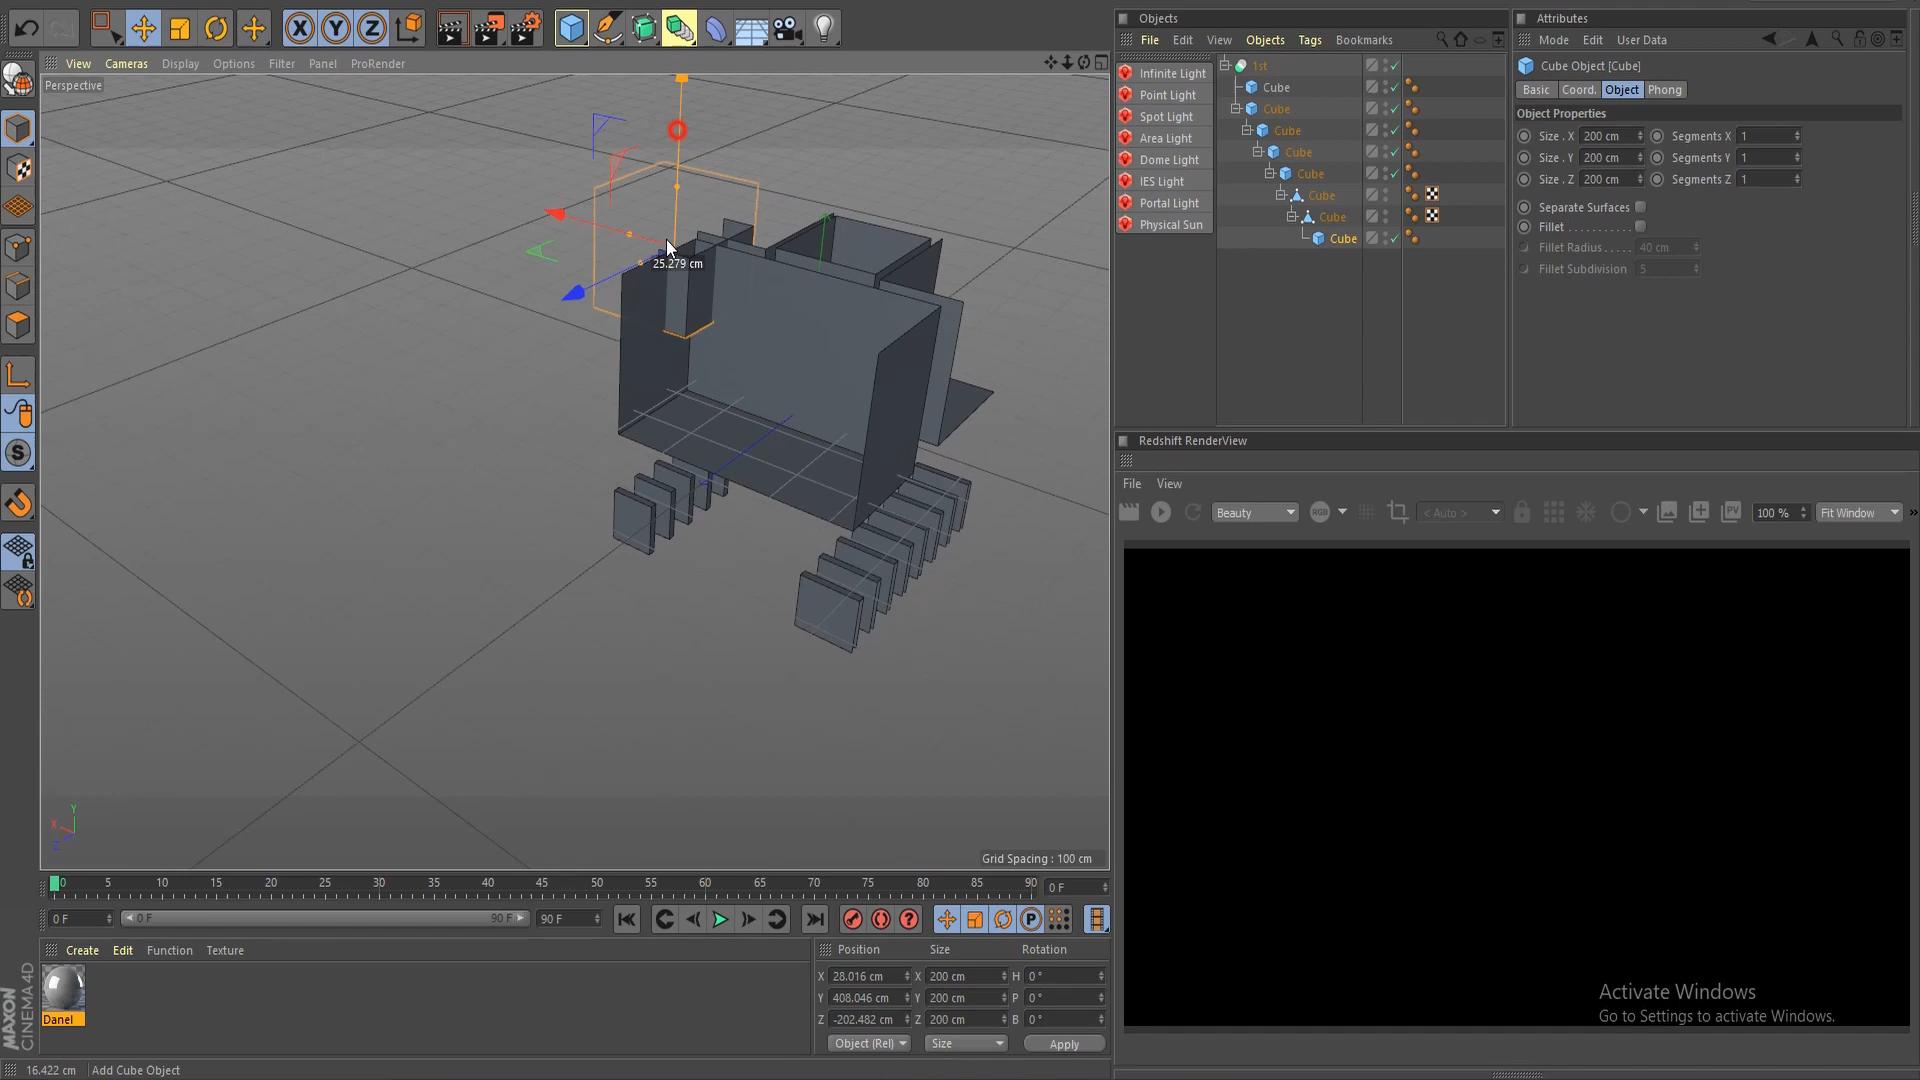 View Cameras Display Options Filter Panel ProRender
Perspective
25.279 cm
Grid Spacing : 100 cm
Y
X
Z
0 5 10 15 20 25 30 35 40 45 50 55 60 65 70 75 80 85 90
0 F
0 F
0 F
90 F
90 F
Create Edit Function Texture
Danel
MAXON
CINEMA 4D
Position Size Rotation
X 28.016 cm X 200 cm H 0 °
Y 408.046 cm Y 200 cm P 0 °
Z -202.482 cm Z 200 cm B 0 °
Object (Rel) Size Apply
16.422 cm Add Cube Object
Objects
File Edit View Objects Tags Bookmarks
Infinite Light
Point Light
Spot Light
Area Light
Dome Light
IES Light
Portal Light
Physical Sun
1st
Cube
Cube
Cube
Cube
Cube
Cube
Cube
Cube
Attributes
Mode Edit User Data
Cube Object [Cube]
Basic Coord. Object Phong
Object Properties
Size . X 200 cm Segments X 1
Size . Y 200 cm Segments Y 1
Size . Z 200 cm Segments Z 1
Separate Surfaces
Fillet . . . . . . . . . . .
Fillet Radius . . . . 40 cm
Fillet Subdivision 5
Redshift RenderView
File View
Beauty
RGB
< Auto >
PV
100 %
Fit Window
»
Activate Windows
Go to Settings to activate Windows.